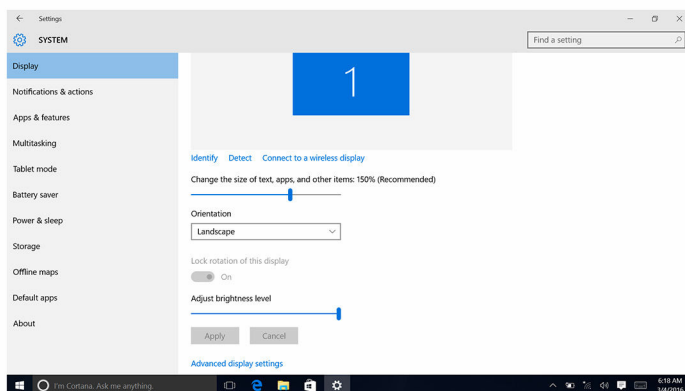 Settings
SYSTEM
Find a setting
Display
Notifications & actions
Apps & features
Multitasking
Tablet mode
Battery saver
Power & sleep
Storage
Offline maps
Default apps
About
1
Identify Detect Connect to a wireless display
Change the size of text, apps, and other items: 150% (Recommended)
Orientation
Landscape
Lock rotation of this display
On
Adjust brightness level
Apply Cancel
Advanced display settings
I'm Cortana. Ask me anything.
6:18 AM
3/4/2016